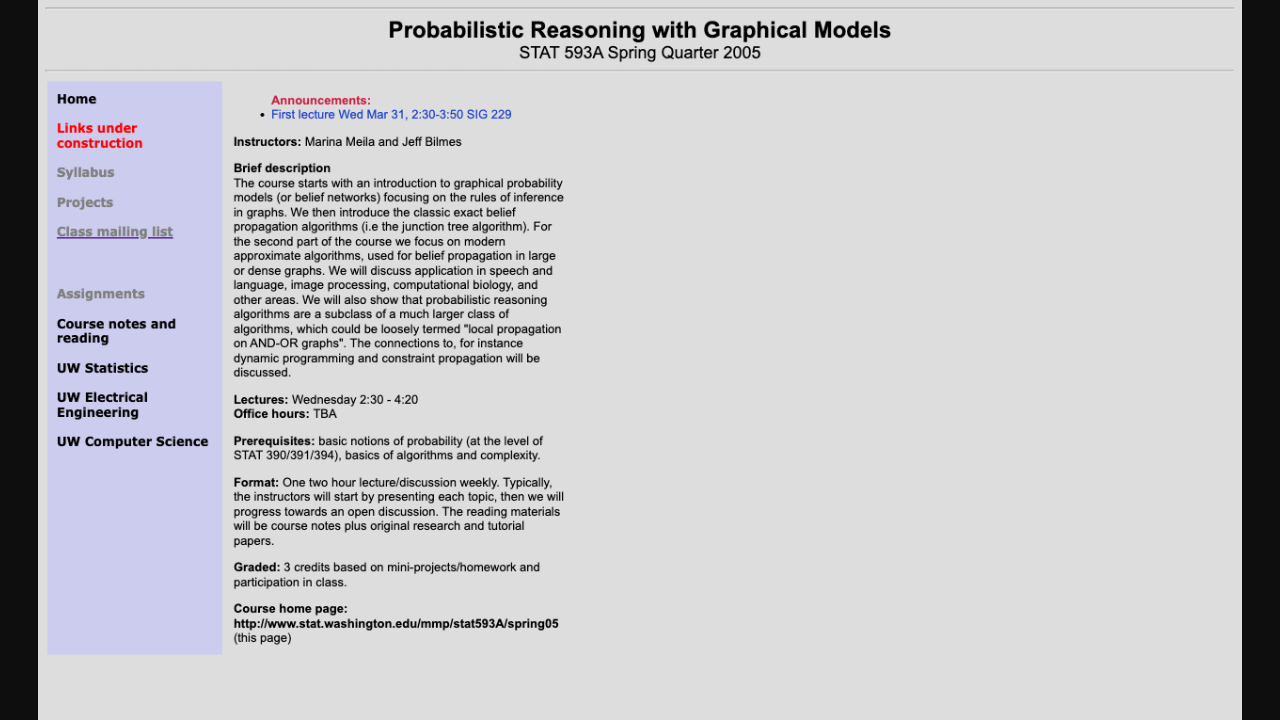 Probabilistic Reasoning with Graphical Models
STAT 593A Spring Quarter 2005
Home
Links under
construction
Syllabus
Projects
Class mailing list
Assignments
Course notes and
reading
UW Statistics
UW Electrical
Engineering
UW Computer Science
Announcements:
• First lecture Wed Mar 31, 2:30-3:50 SIG 229
Instructors: Marina Meila and Jeff Bilmes
Brief description
The course starts with an introduction to graphical probability
models (or belief networks) focusing on the rules of inference
in graphs. We then introduce the classic exact belief
propagation algorithms (i.e the junction tree algorithm). For
the second part of the course we focus on modern
approximate algorithms, used for belief propagation in large
or dense graphs. We will discuss application in speech and
language, image processing, computational biology, and
other areas. We will also show that probabilistic reasoning
algorithms are a subclass of a much larger class of
algorithms, which could be loosely termed "local propagation
on AND-OR graphs". The connections to, for instance
dynamic programming and constraint propagation will be
discussed.
Lectures: Wednesday 2:30 - 4:20
Office hours: TBA
Prerequisites: basic notions of probability (at the level of
STAT 390/391/394), basics of algorithms and complexity.
Format: One two hour lecture/discussion weekly. Typically,
the instructors will start by presenting each topic, then we will
progress towards an open discussion. The reading materials
will be course notes plus original research and tutorial
papers.
Graded: 3 credits based on mini-projects/homework and
participation in class.
Course home page:
http://www.stat.washington.edu/mmp/stat593A/spring05
(this page)